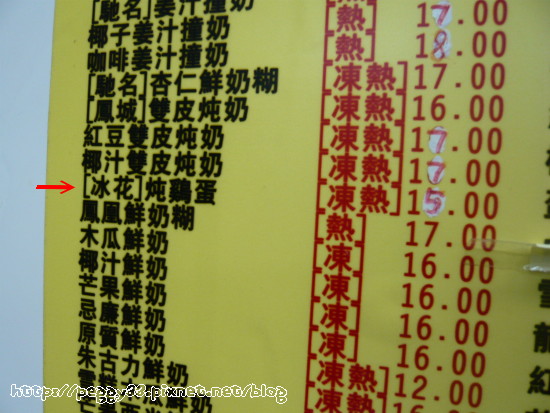 [馳名]姜汁撞奶
椰子姜汁撞奶 [熱] 17.00
咖啡姜汁撞奶 [熱] 18.00
[馳名]杏仁鮮奶糊 [凍熱] 17.00
[鳳城]雙皮炖奶 [凍熱] 16.00
紅豆雙皮炖奶 [凍熱] 17.00
椰汁雙皮炖奶 [凍熱] 17.00
[冰花]炖鷄蛋 [凍熱] 15.00
鳳凰鮮奶糊 [熱] 17.00
木瓜鮮奶 [凍] 16.00
椰汁鮮奶 [凍] 16.00
芒果鮮奶 [凍] 16.00
忌廉鮮奶 [凍] 16.00
原質鮮奶 [凍熱] 12.00
朱古力鮮奶 [凍熱]
鮮奶
紅
http://peggy33.pixnet.net/blog